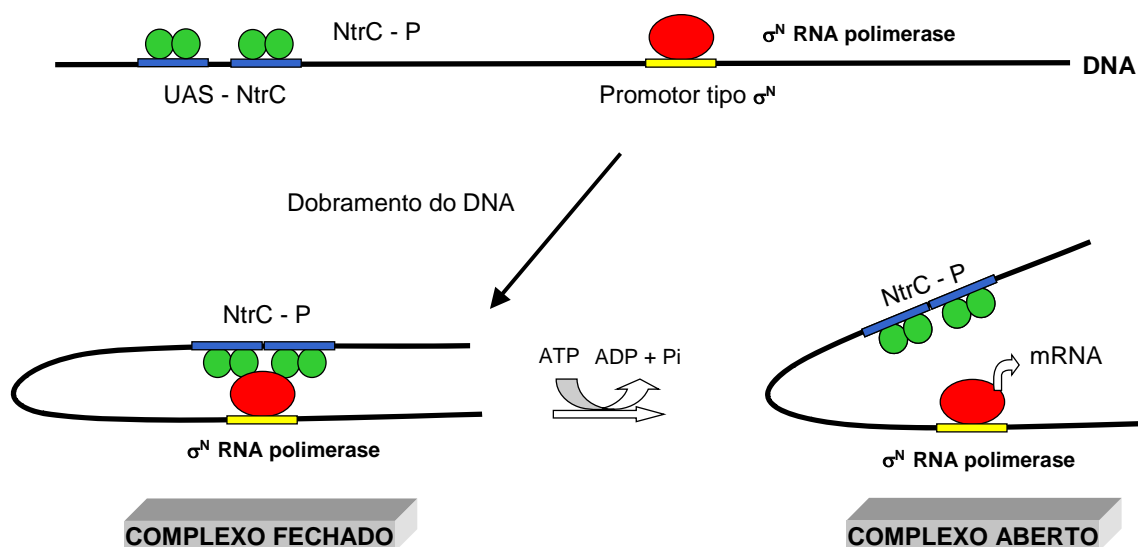 NtrC - P
σᴺ RNA polimerase
DNA
UAS - NtrC
Promotor tipo σᴺ
Dobramento do DNA
NtrC - P
σᴺ RNA polimerase
COMPLEXO FECHADO
ATP
ADP + Pi
NtrC - P
mRNA
σᴺ RNA polimerase
COMPLEXO ABERTO